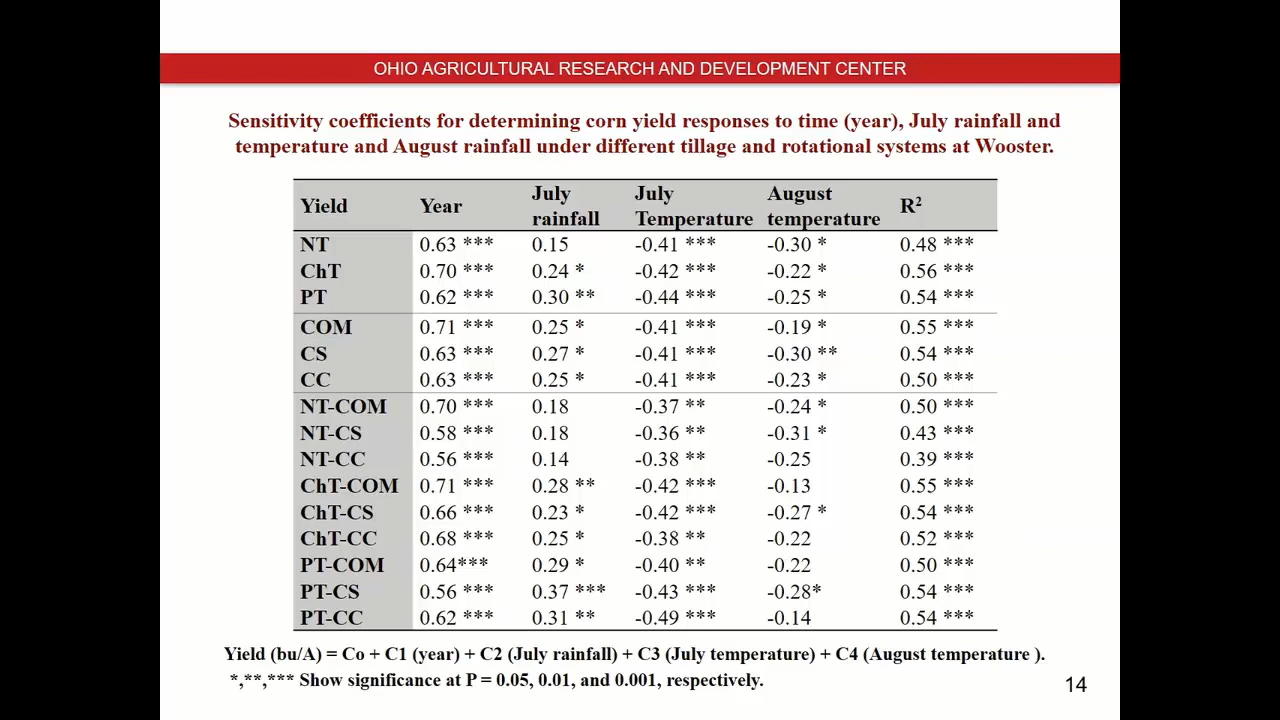 OHIO AGRICULTURAL RESEARCH AND DEVELOPMENT CENTER
Sensitivity coefficients for determining corn yield responses to time (year), July rainfall and
temperature and August rainfall under different tillage and rotational systems at Wooster.
Yield Year July rainfall July Temperature August temperature R²
NT 0.63 *** 0.15 -0.41 *** -0.30 * 0.48 ***
ChT 0.70 *** 0.24 * -0.42 *** -0.22 * 0.56 ***
PT 0.62 *** 0.30 ** -0.44 *** -0.25 * 0.54 ***
COM 0.71 *** 0.25 * -0.41 *** -0.19 * 0.55 ***
CS 0.63 *** 0.27 * -0.41 *** -0.30 ** 0.54 ***
CC 0.63 *** 0.25 * -0.41 *** -0.23 * 0.50 ***
NT-COM 0.70 *** 0.18 -0.37 ** -0.24 * 0.50 ***
NT-CS 0.58 *** 0.18 -0.36 ** -0.31 * 0.43 ***
NT-CC 0.56 *** 0.14 -0.38 ** -0.25 0.39 ***
ChT-COM 0.71 *** 0.28 ** -0.42 *** -0.13 0.55 ***
ChT-CS 0.66 *** 0.23 * -0.42 *** -0.27 * 0.54 ***
ChT-CC 0.68 *** 0.25 * -0.38 ** -0.22 0.52 ***
PT-COM 0.64*** 0.29 * -0.40 ** -0.22 0.50 ***
PT-CS 0.56 *** 0.37 *** -0.43 *** -0.28* 0.54 ***
PT-CC 0.62 *** 0.31 ** -0.49 *** -0.14 0.54 ***
Yield (bu/A) = Co + C1 (year) + C2 (July rainfall) + C3 (July temperature) + C4 (August temperature ).
*,**,*** Show significance at P = 0.05, 0.01, and 0.001, respectively.
14